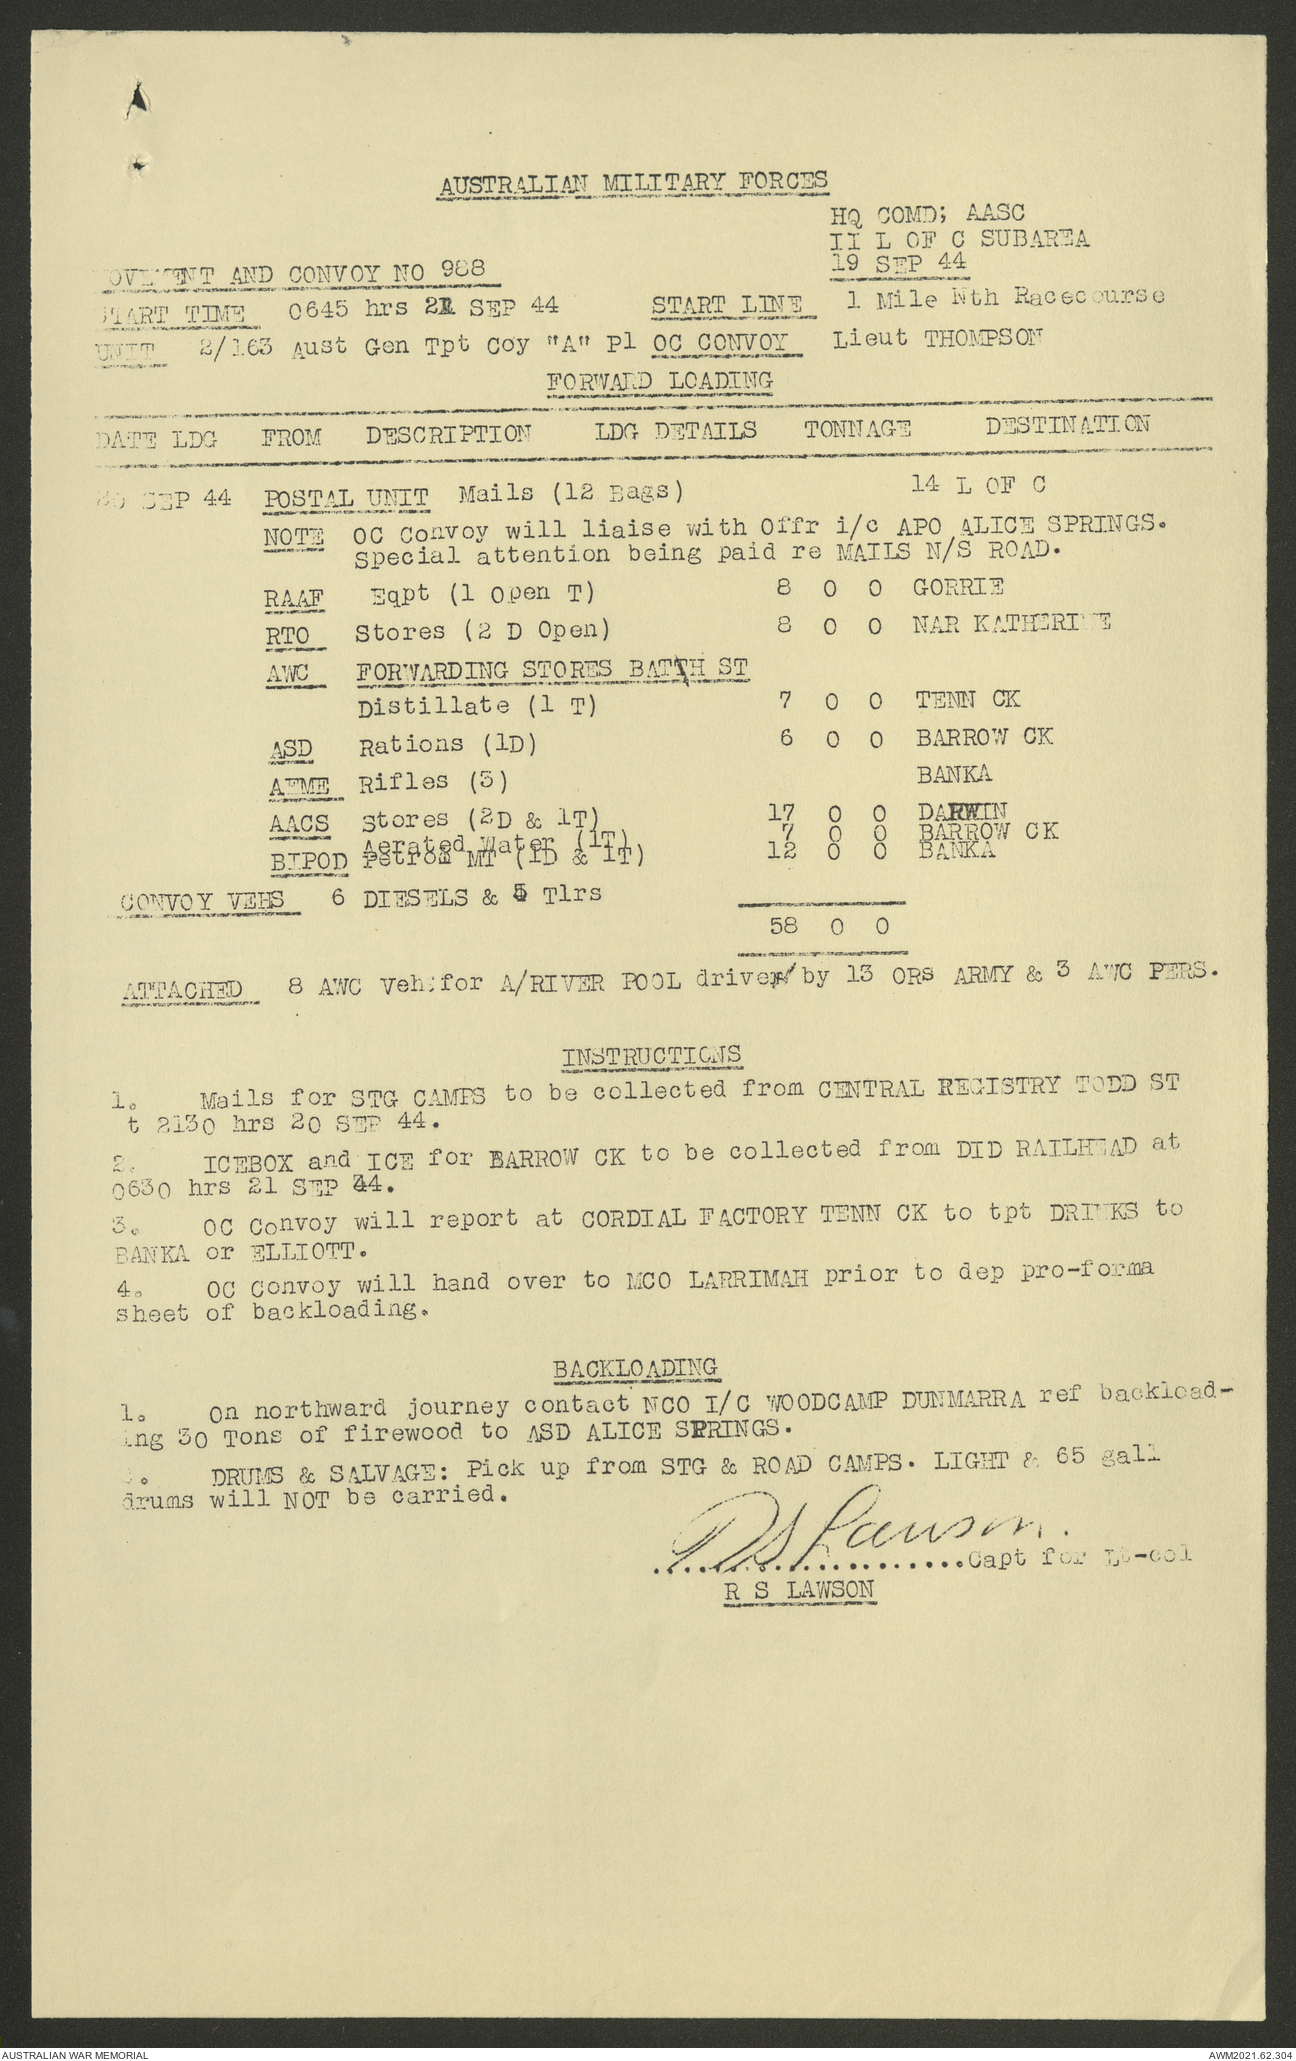 AUSTRALIAN MILITARY FORCES
HQ COMD; AASC
II L OF C SUBAREA
19 SEP 44
MOVEMENT AND CONVOY NO 988
START TIME 0645 hrs 21 SEP 44 START LINE 1 Mile Nth Racecourse
UNIT 2/163 Aust Gen Tpt Coy "A" Pl OC CONVOY Lieut THOMPSON
FORWARD LOADING
DATE LDG FROM DESCRIPTION LDG DETAILS TONNAGE DESTINATION
20 SEP 44 POSTAL UNIT Mails (12 Bags) 14 L OF C
NOTE OC Convoy will liaise with Offr i/c APO ALICE SPRINGS.
Special attention being paid re MAILS N/S ROAD.
RAAF Eqpt (1 Open T) 8 0 0 GORRIE
RTO Stores (2 D Open) 8 0 0 NAR KATHERINE
AWC FORWARDING STORES BATH ST
Distillate (1 T) 7 0 0 TENN CK
ASD Rations (1D) 6 0 0 BARROW CK
AEME Rifles (3) BANKA
AACS Stores (2D & 1T) 17 0 0 DARWIN
Aerated Water (1T) 7 0 0 BARROW CK
BIPOD Petrom MT (1D & 1T) 12 0 0 BANKA
CONVOY VEHS 6 DIESELS & 5 Tlrs
58 0 0
ATTACHED 8 AWC Veh for A/RIVER POOL driven by 13 ORs ARMY & 3 AWC PERS.
INSTRUCTIONS
1. Mails for STG CAMPS to be collected from CENTRAL REGISTRY TODD ST
t 2130 hrs 20 SEP 44.
2. ICEBOX and ICE for BARROW CK to be collected from DID RAILHEAD at
0630 hrs 21 SEP 44.
3. OC Convoy will report at CORDIAL FACTORY TENN CK to tpt DRINKS to
BANKA or ELLIOTT.
4. OC Convoy will hand over to MCO LARRIMAH prior to dep pro-forma
sheet of backloading.
BACKLOADING
1. On northward journey contact NCO I/C WOODCAMP DUNMARRA ref backload-
ing 30 Tons of firewood to ASD ALICE SPRINGS.
2. DRUMS & SALVAGE: Pick up from STG & ROAD CAMPS. LIGHT & 65 gall
drums will NOT be carried.
R S Lawson.
....................Capt for Lt-col
R S LAWSON
AUSTRALIAN WAR MEMORIAL
AWM2021.62.304